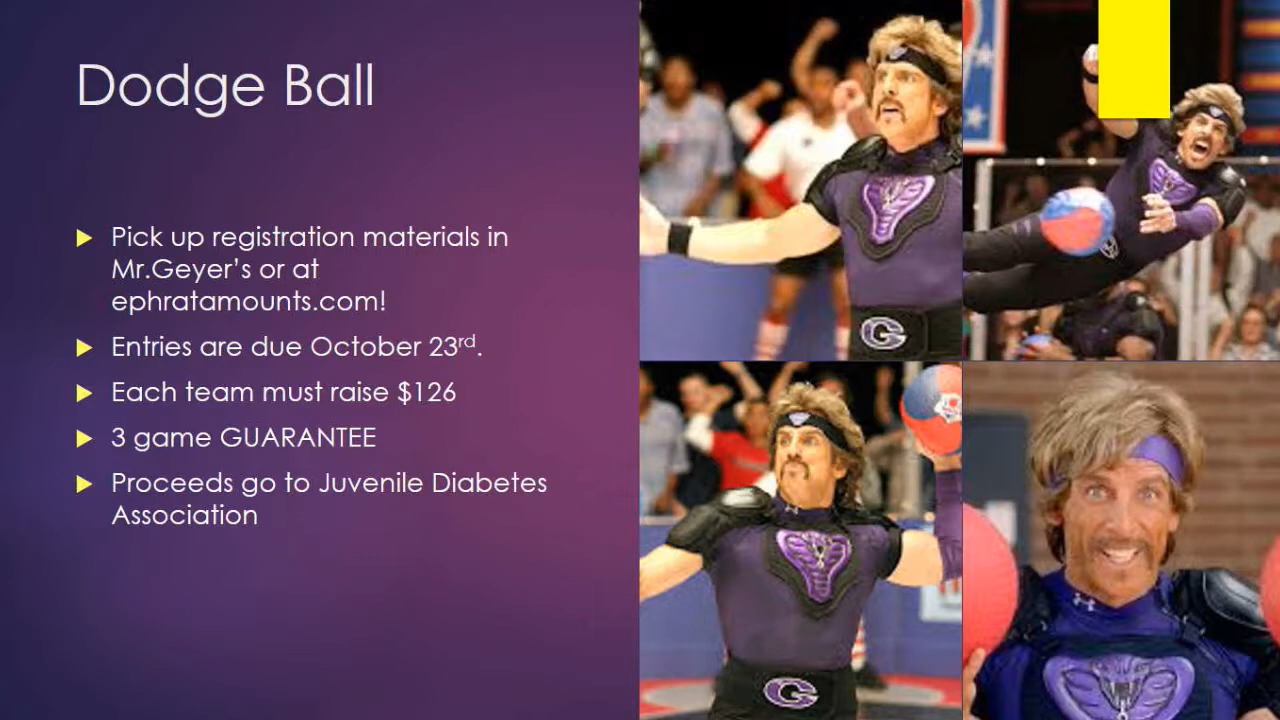 Dodge Ball
Pick up registration materials in
Mr.Geyer's or at
ephratamounts.com!
Entries are due October 23rd.
Each team must raise $126
3 game GUARANTEE
Proceeds go to Juvenile Diabetes
Association
G
G